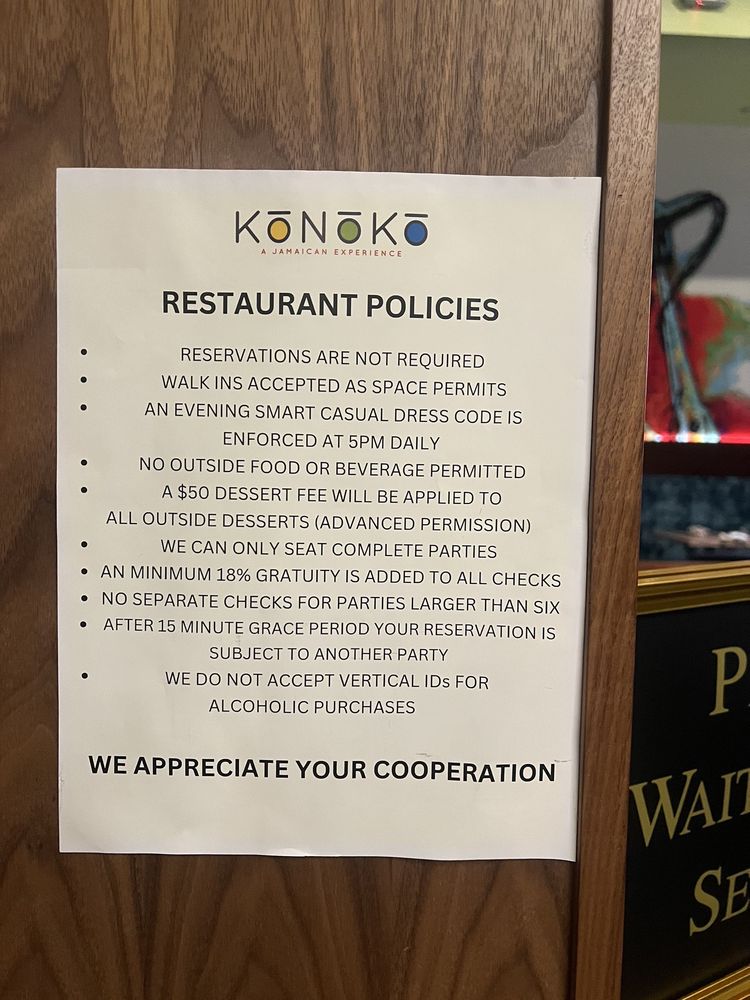 KŌNŌKŌ
A JAMAICAN EXPERIENCE
RESTAURANT POLICIES
• RESERVATIONS ARE NOT REQUIRED
• WALK INS ACCEPTED AS SPACE PERMITS
• AN EVENING SMART CASUAL DRESS CODE IS
ENFORCED AT 5PM DAILY
• NO OUTSIDE FOOD OR BEVERAGE PERMITTED
• A $50 DESSERT FEE WILL BE APPLIED TO
ALL OUTSIDE DESSERTS (ADVANCED PERMISSION)
• WE CAN ONLY SEAT COMPLETE PARTIES
• AN MINIMUM 18% GRATUITY IS ADDED TO ALL CHECKS
• NO SEPARATE CHECKS FOR PARTIES LARGER THAN SIX
• AFTER 15 MINUTE GRACE PERIOD YOUR RESERVATION IS
SUBJECT TO ANOTHER PARTY
• WE DO NOT ACCEPT VERTICAL IDs FOR
ALCOHOLIC PURCHASES
WE APPRECIATE YOUR COOPERATION
WAIT
SE